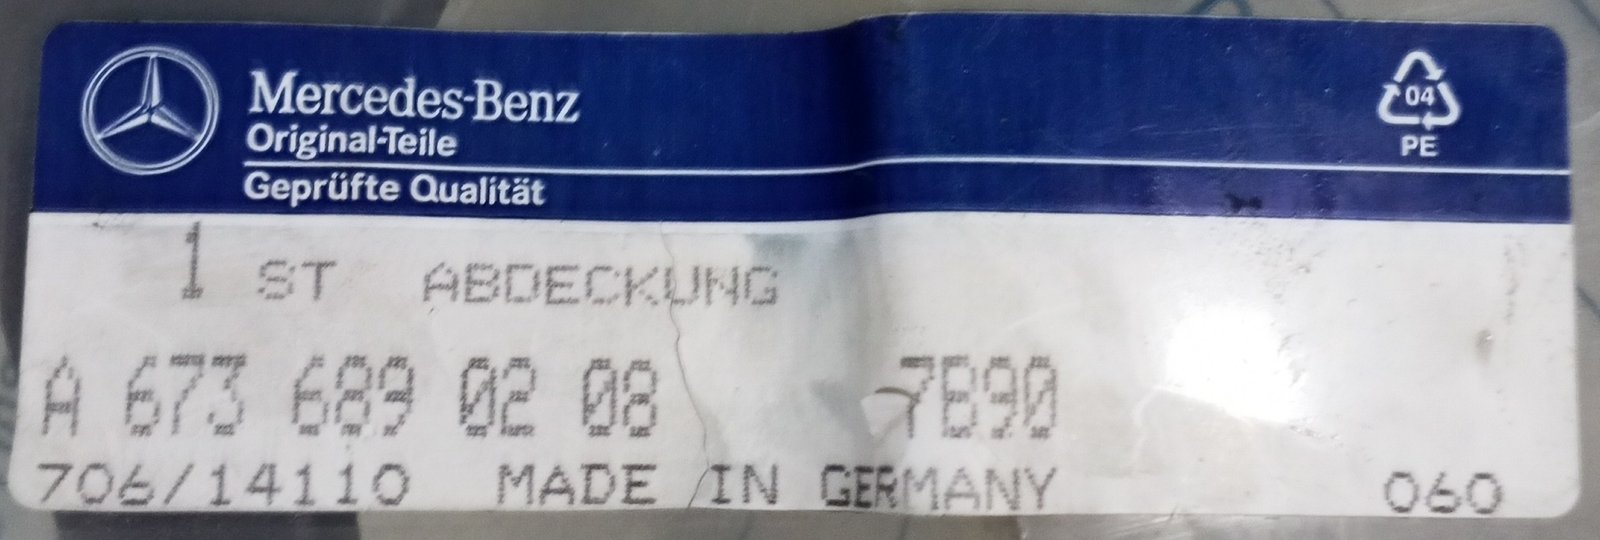 Mercedes-Benz
Original-Teile
Geprüfte Qualität
04
PE
1 ST ABDECKUNG
A 673 689 02 08 7B90
706/14110 MADE IN GERMANY 060